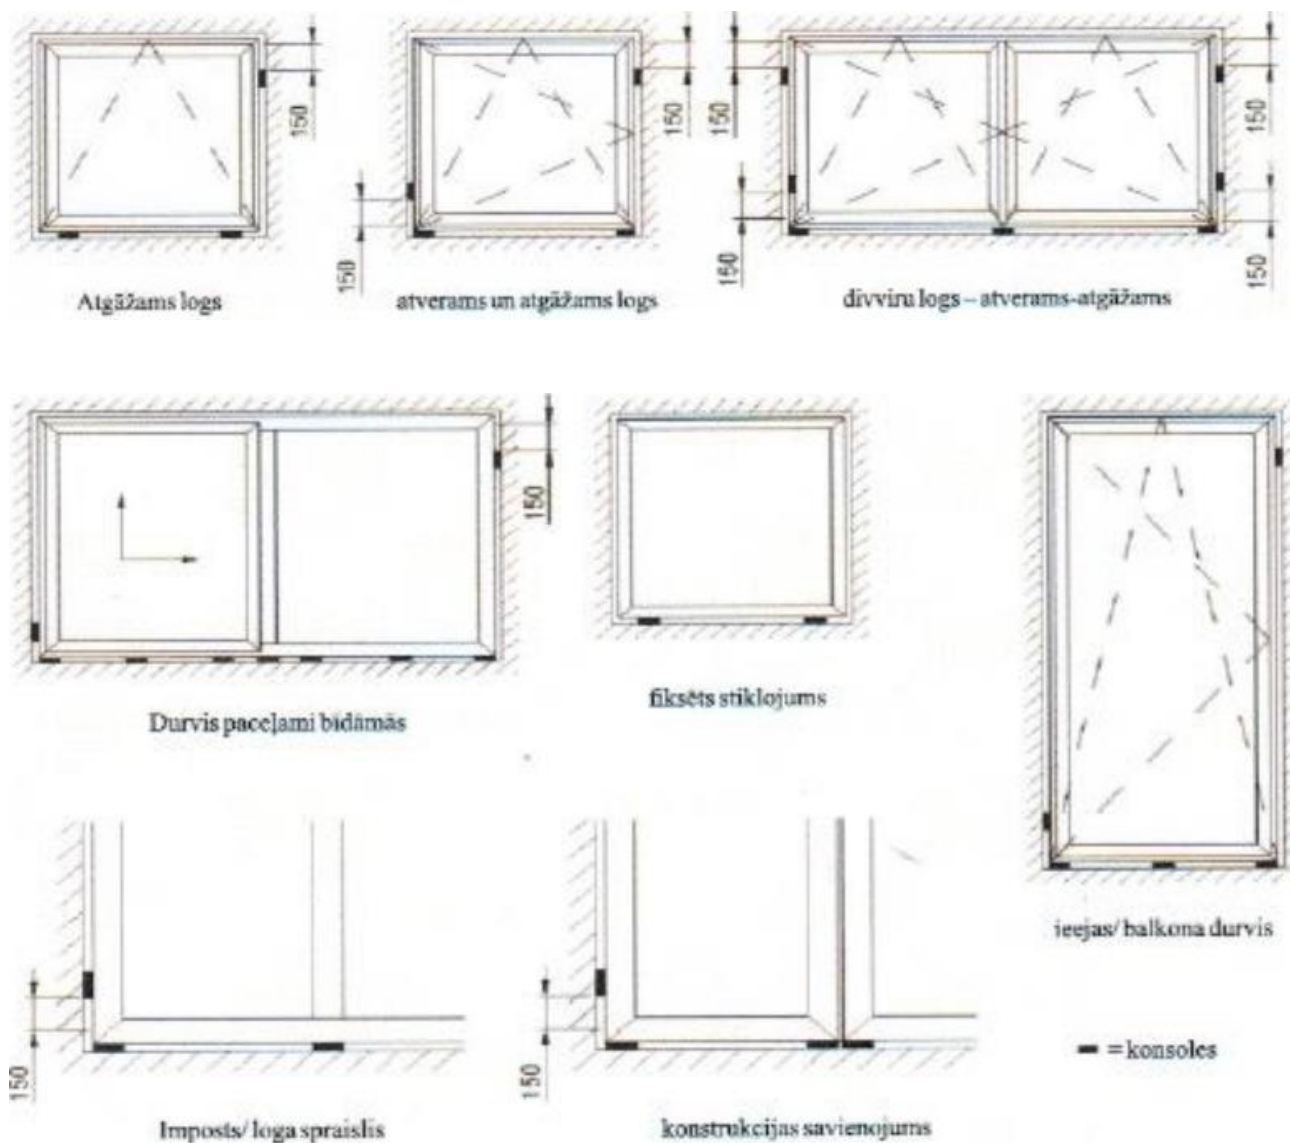 150
150
150
150
150
150
150
Atgāžams logs
atverams un atgāžams logs
divviru logs – atverams-atgāžams
150
Durvis paceļami bīdāmās
fiksēts stiklojums
ieejas/ balkona durvis
150
150
Imposts/ loga spraislis
konstrukcijas savienojums
= konsoles